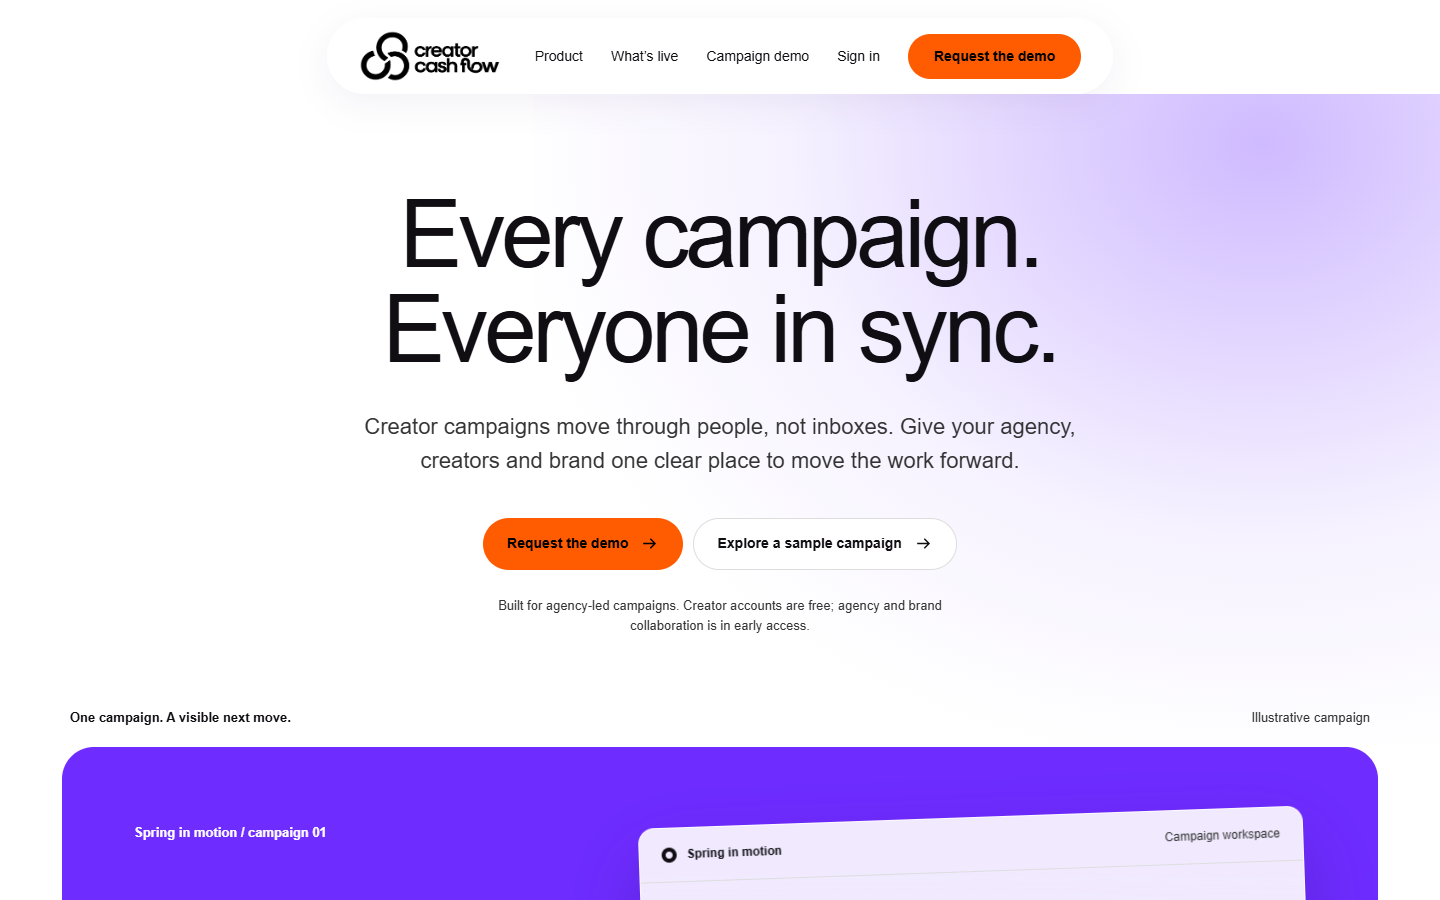 creator
cash flow
Product
What's live
Campaign demo
Sign in
Request the demo
Every campaign.
Everyone in sync.
Creator campaigns move through people, not inboxes. Give your agency,
creators and brand one clear place to move the work forward.
Request the demo
Explore a sample campaign
Built for agency-led campaigns. Creator accounts are free; agency and brand
collaboration is in early access.
One campaign. A visible next move.
Illustrative campaign
Spring in motion / campaign 01
Spring in motion
Campaign workspace